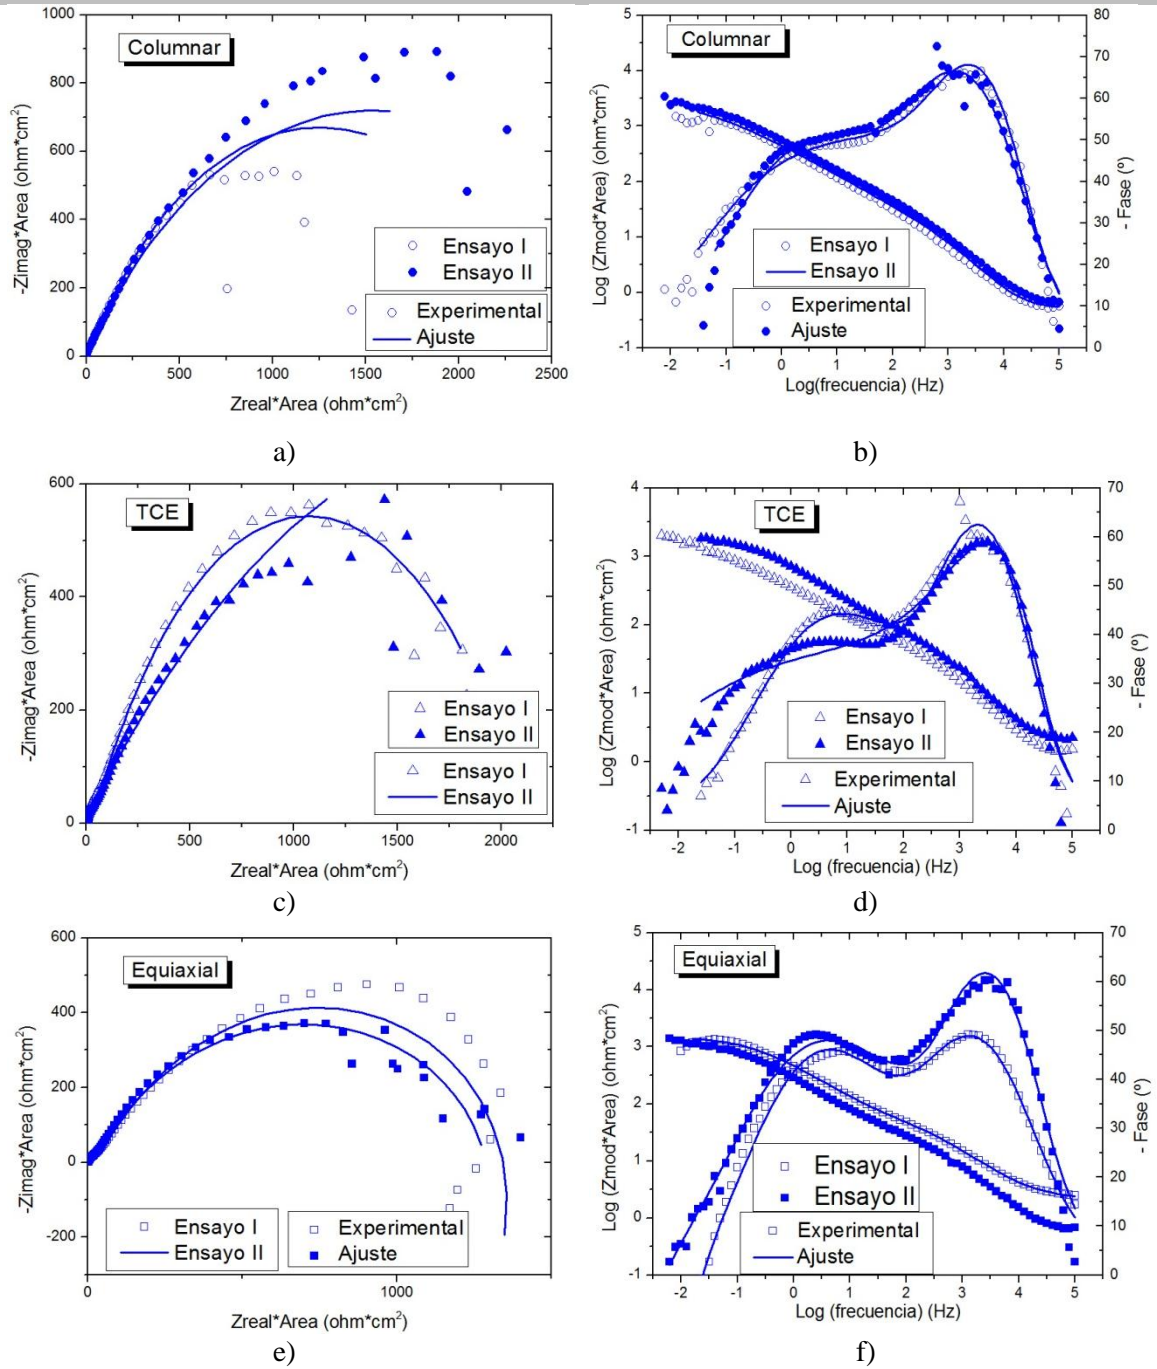 1000
800
600
400
200
0
-Zimag*Area (ohm*cm²)
Columnar
Ensayo I
Ensayo II
Experimental
Ajuste
0 500 1000 1500 2000 2500
Zreal*Area (ohm*cm²)
a)
5
4
3
2
1
0
-1
Log (Zmod*Area) (ohm*cm²)
Columnar
Ensayo I
Ensayo II
Experimental
Ajuste
80
70
60
50
40
30
20
10
0
- Fase (º)
-2 -1 0 1 2 3 4 5
Log(frecuencia) (Hz)
b)
600
400
200
0
-Zimag*Area (ohm*cm²)
TCE
Ensayo I
Ensayo II
Ensayo I
Ensayo II
0 500 1000 1500 2000
Zreal*Area (ohm*cm²)
c)
4
3
2
1
0
-1
Log (Zmod*Area) (ohm*cm²)
TCE
Ensayo I
Ensayo II
Experimental
Ajuste
70
60
50
40
30
20
10
0
- Fase (º)
-2 -1 0 1 2 3 4 5
Log (frecuencia) (Hz)
d)
600
400
200
0
-200
-Zimag*Area (ohm*cm²)
Equiaxial
Ensayo I
Ensayo II
Experimental
Ajuste
0 1000
Zreal*Area (ohm*cm²)
e)
5
4
3
2
1
0
-1
Log (Zmod*Area) (ohm*cm²)
Equiaxial
Ensayo I
Ensayo II
Experimental
Ajuste
70
60
50
40
30
20
10
0
- Fase (º)
-2 -1 0 1 2 3 4 5
Log (frecuencia) (Hz)
f)